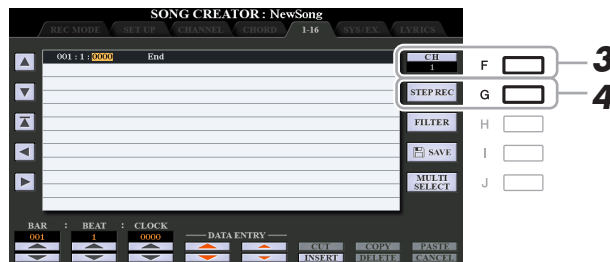 SONG CREATOR : NewSong
REC MODE SET UP CHANNEL CHORD 1-16 SYS/EX. LYRICS
001 : 1 : 0000 End
CH
1
F
3
STEP REC
G
4
FILTER
H
SAVE
I
MULTI
SELECT
J
BAR : BEAT : CLOCK
DATA ENTRY
001 1 0000
CUT COPY PASTE
INSERT DELETE CANCEL